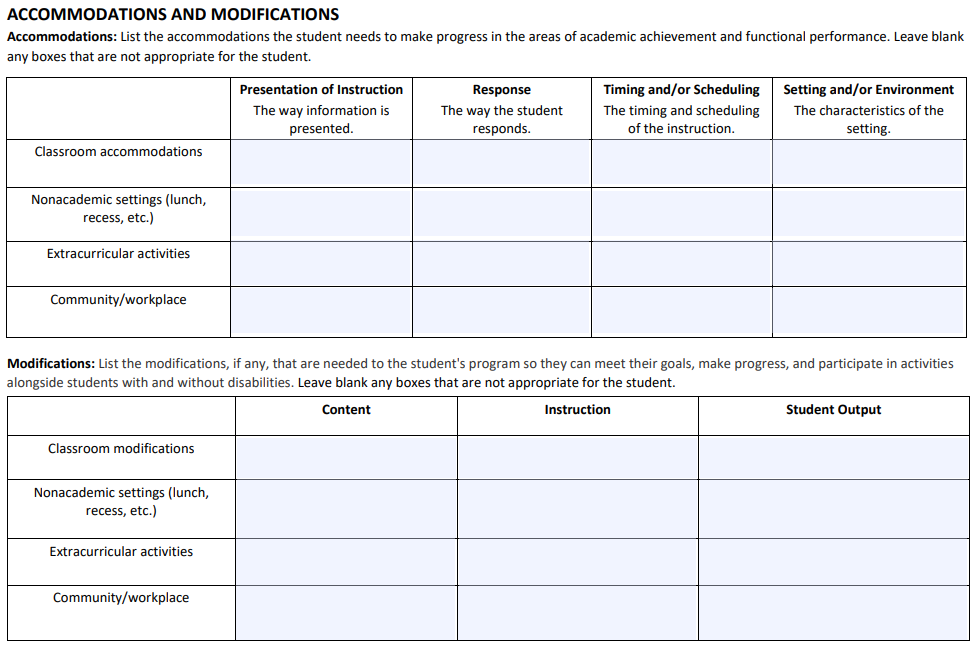 ACCOMMODATIONS AND MODIFICATIONS
Accommodations: List the accommodations the student needs to make progress in the areas of academic achievement and functional performance. Leave blank
any boxes that are not appropriate for the student.
Presentation of Instruction
The way information is
presented.
Response
The way the student
responds.
Timing and/or Scheduling
The timing and scheduling
of the instruction.
Setting and/or Environment
The characteristics of the
setting.
Classroom accommodations
Nonacademic settings (lunch,
recess, etc.)
Extracurricular activities
Community/workplace
Modifications: List the modifications, if any, that are needed to the student's program so they can meet their goals, make progress, and participate in activities
alongside students with and without disabilities. Leave blank any boxes that are not appropriate for the student.
Content
Instruction
Student Output
Classroom modifications
Nonacademic settings (lunch,
recess, etc.)
Extracurricular activities
Community/workplace